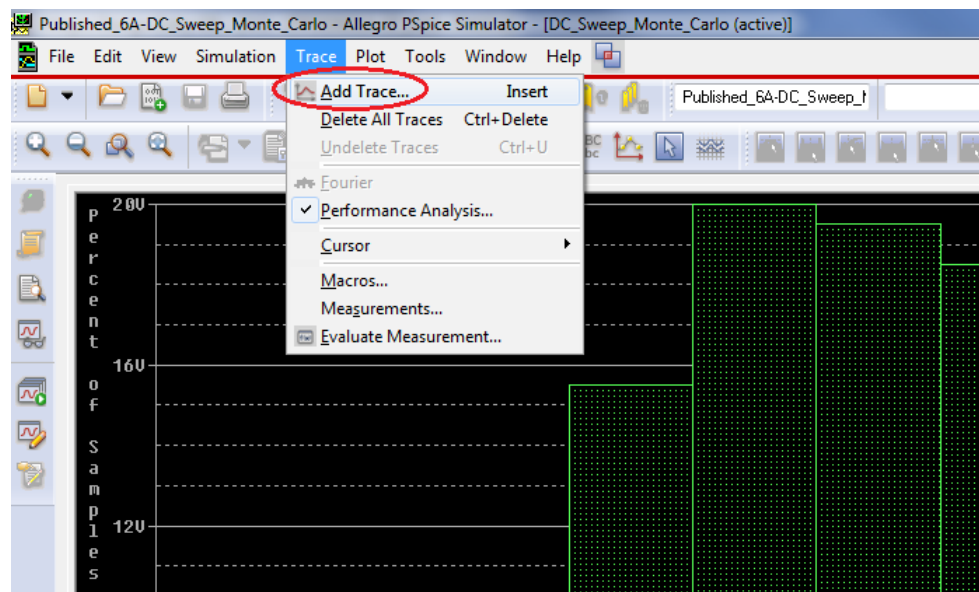 Published_6A-DC_Sweep_Monte_Carlo - Allegro PSpice Simulator - [DC_Sweep_Monte_Carlo (active)]
File Edit View Simulation Trace Plot Tools Window Help
Add Trace... Insert
Published_6A-DC_Sweep_
Delete All Traces Ctrl+Delete
Undelete Traces Ctrl+U
Fourier
Performance Analysis...
Cursor
Macros...
Measurements...
Evaluate Measurement...
Percent of Samples
20V
16V
12V